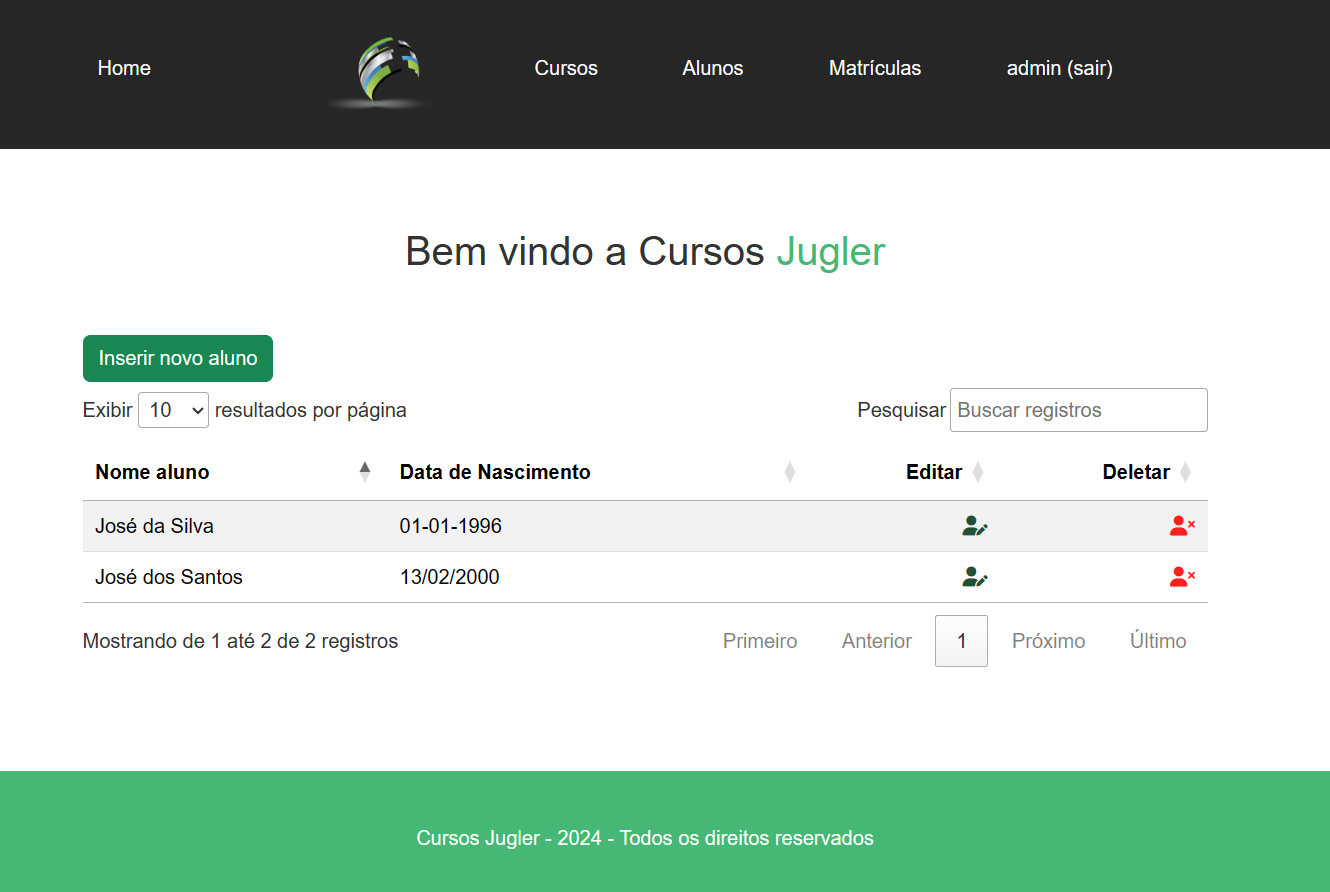 Home Cursos Alunos Matrículas admin (sair)
Bem vindo a Cursos Jugler
Inserir novo aluno
Exibir 10 resultados por página Pesquisar Buscar registros
Nome aluno Data de Nascimento Editar Deletar
José da Silva 01-01-1996
José dos Santos 13/02/2000
Mostrando de 1 até 2 de 2 registros Primeiro Anterior 1 Próximo Último
Cursos Jugler - 2024 - Todos os direitos reservados